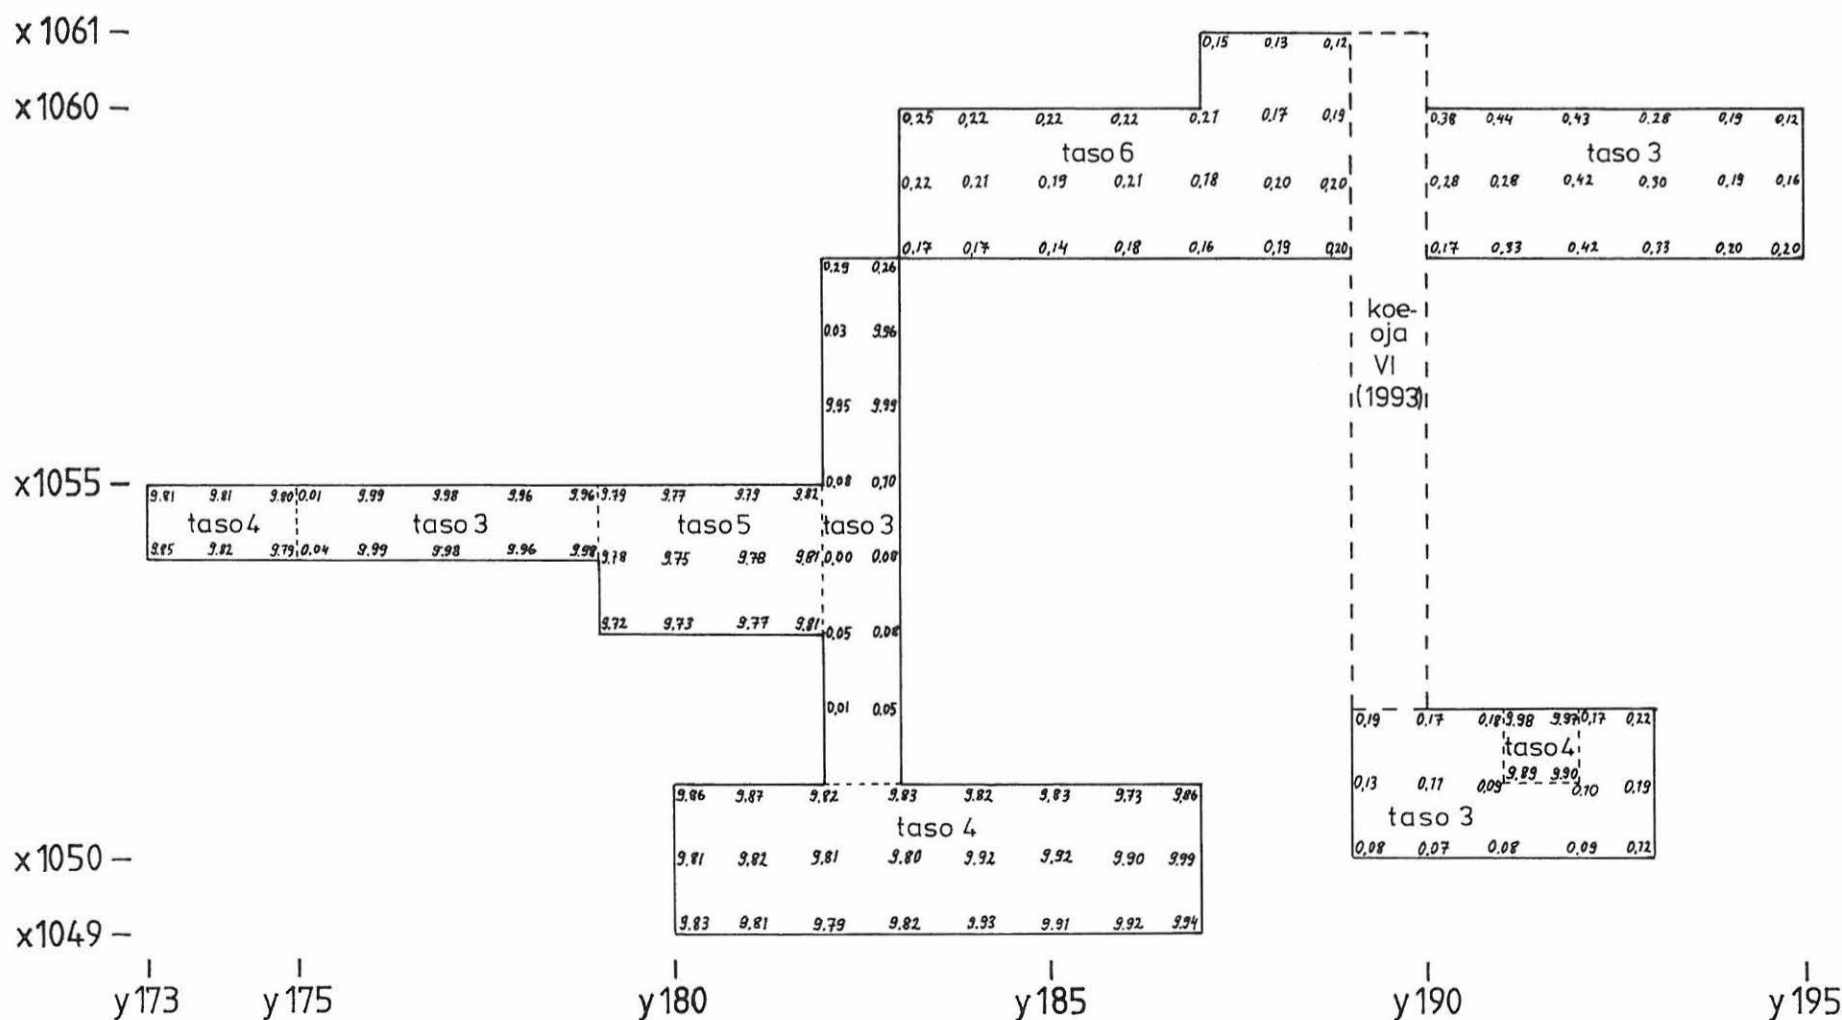 x1061
0,15 0.13 0,12
x1060
0,25 0,22 0,22 0,22 0,21 0,17 0,19 0,38 0,44 0,43 0.28 0,19 0,12
taso 6 taso 3
0,22 0.21 0,19 0,21 0,18 0,20 0,20 0,28 0,28 0,42 0,30 0,19 0,16
0,17 0,17 0,14 0,18 0,16 0,19 0,20 0,17 0,33 0,42 0,33 0,20 0,20
0,29 0,26
0.03 9.96
koe-
oja
VI
(1993)
9.95 9.99
x1055
9.81 9.81 9.80 0.01 9.99 9.98 9.96 9.96 9.79 9.77 9.79 9.82 0.08 0,10
taso 4 taso 3 taso 5 taso 3
9.85 9.82 9.79 0.04 9.99 9.98 9.96 9.98 9.78 9.75 9.78 9.81 0.00 0.08
9.72 9.73 9.77 9.81 0.05 0.08
0.01 0.05
0,19 0.17 0,18 9.98 9.97 0,17 0,22
taso 4
9.89 9.90
0,13 0,11 0,09 0.10 0.19
taso 3
0,08 0,07 0.08 0.09 0,12
9.86 9.87 9.82 9.83 9.82 9.83 9.73 9.86
taso 4
x1050
9.81 9.82 9.81 9.80 9.92 9.92 9.90 9.99
x1049
9.83 9.81 9.79 9.82 9.93 9.91 9.92 9.94
y173 y175 y180 y185 y190 y195